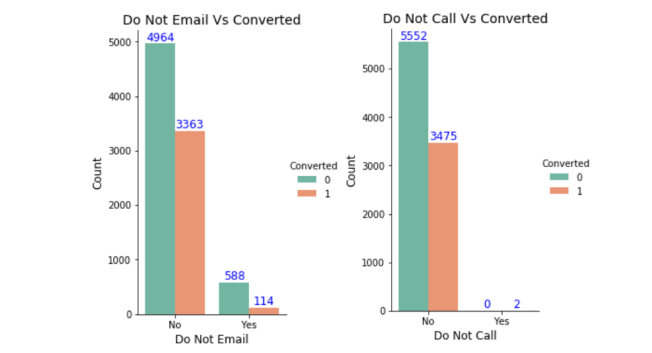 Do Not Email Vs Converted
4964
5000
4000
3363
3000
Count
2000
1000
588
114
0
No
Yes
Do Not Email
Converted
0
1
Do Not Call Vs Converted
5552
5000
4000
3475
3000
Count
2000
1000
0
0
2
No
Yes
Do Not Call
Converted
0
1